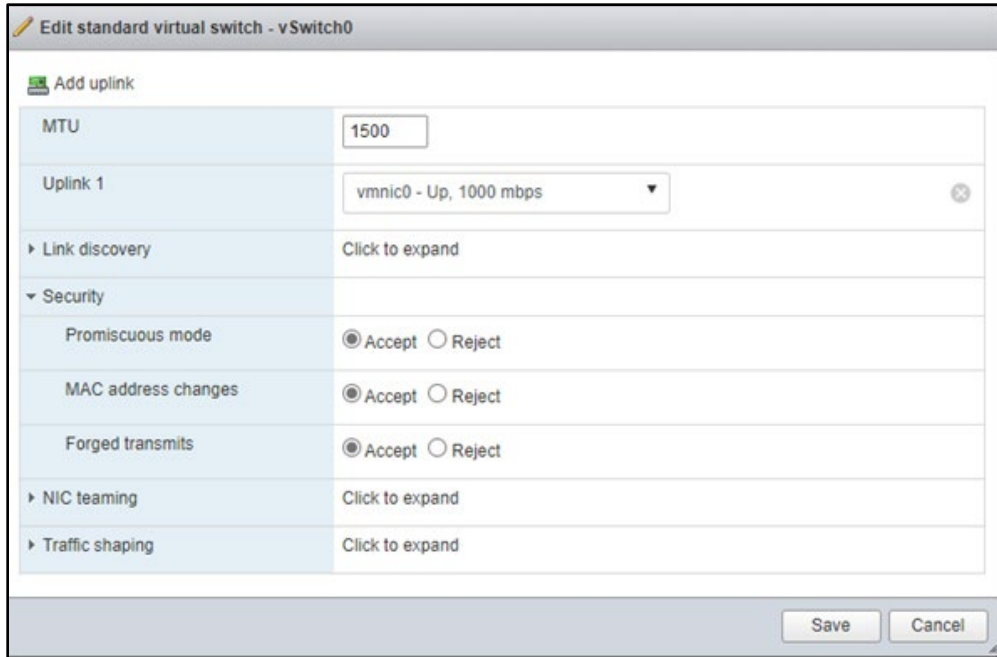 Edit standard virtual switch - vSwitch0
Add uplink
MTU 1500
Uplink 1 vmnic0 - Up, 1000 mbps
Link discovery Click to expand
Security
Promiscuous mode Accept Reject
MAC address changes Accept Reject
Forged transmits Accept Reject
NIC teaming Click to expand
Traffic shaping Click to expand
Save Cancel